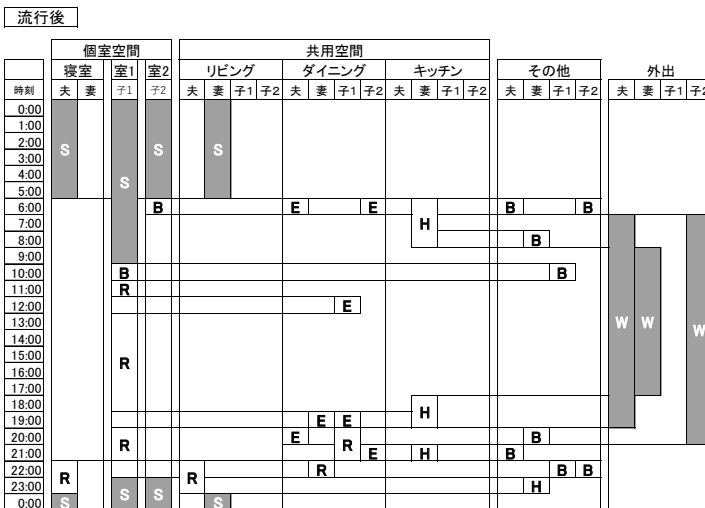 流行後
個室空間 共用空間
寝室 室1 室2 リビング ダイニング キッチン その他 外出
時刻 夫 妻 子1 子2 夫 妻 子1 子2 夫 妻 子1 子2 夫 妻 子1 子2 夫 妻 子1 子2 夫 妻 子1 子2
0:00
1:00
2:00
3:00 S S S
4:00
5:00 S
6:00 B E E B B
7:00 H
8:00 B
9:00
10:00 B B
11:00 R
12:00 E
13:00 W W
14:00 W
15:00 R
16:00
17:00
18:00 H
19:00 E E
20:00 R E R B
21:00 E H B
22:00 R R R B B
23:00 S S H
0:00 S S